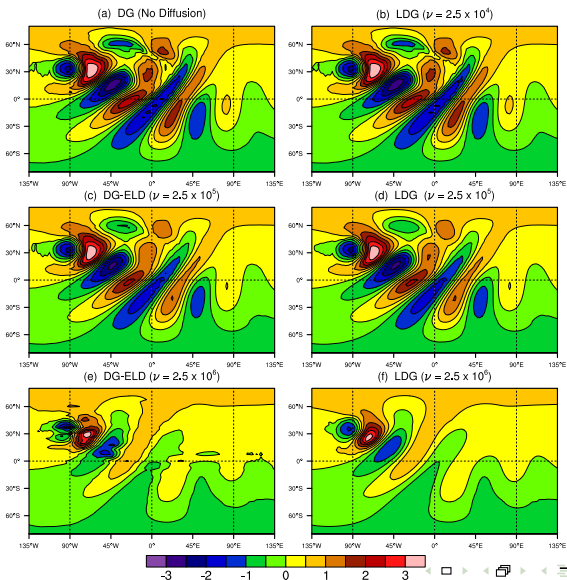 (a) DG (No Diffusion)
(b) LDG (ν = 2.5 x 10⁴)
60°N
30°N
0°
30°S
60°S
135°W 90°W 45°W 0°E 45°E 90°E 135°E
60°N
30°N
0°
30°S
60°S
135°W 90°W 45°W 0°E 45°E 90°E 135°E
(c) DG-ELD (ν = 2.5 x 10⁵)
(d) LDG (ν = 2.5 x 10⁵)
60°N
30°N
0°
30°S
60°S
135°W 90°W 45°W 0°E 45°E 90°E 135°E
60°N
30°N
0°
30°S
60°S
135°W 90°W 45°W 0°E 45°E 90°E 135°E
(e) DG-ELD (ν = 2.5 x 10⁶)
(f) LDG (ν = 2.5 x 10⁶)
60°N
30°N
0°
30°S
60°S
135°W 90°W 45°W 0°E 45°E 90°E 135°E
60°N
30°N
0°
30°S
60°S
135°W 90°W 45°W 0°E 45°E 90°E 135°E
-3 -2 -1 0 1 2 3